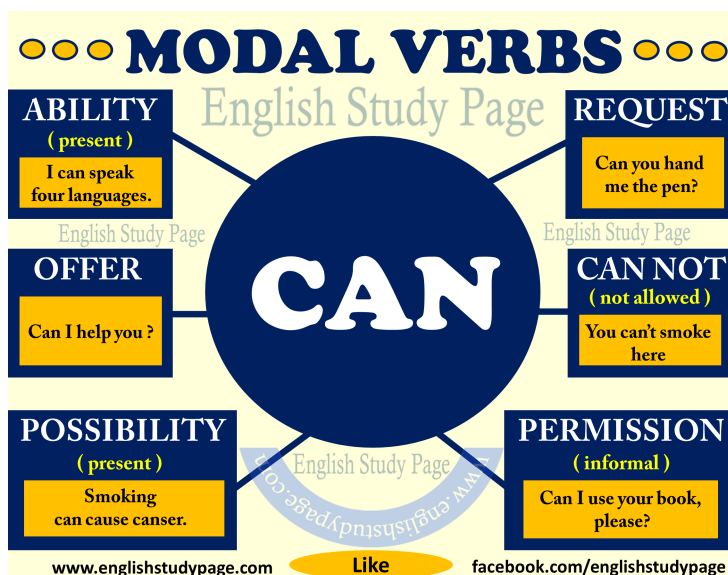 MODAL VERBS
English Study Page
ABILITY
( present )
I can speak
four languages.
REQUEST
Can you hand
me the pen?
English Study Page
English Study Page
OFFER
Can I help you ?
CAN
CAN NOT
( not allowed )
You can't smoke
here
POSSIBILITY
( present )
Smoking
can cause canser.
English Study Page
www.englishstudypage.com
PERMISSION
( informal )
Can I use your book,
please?
www.englishstudypage.com
Like
facebook.com/englishstudypage